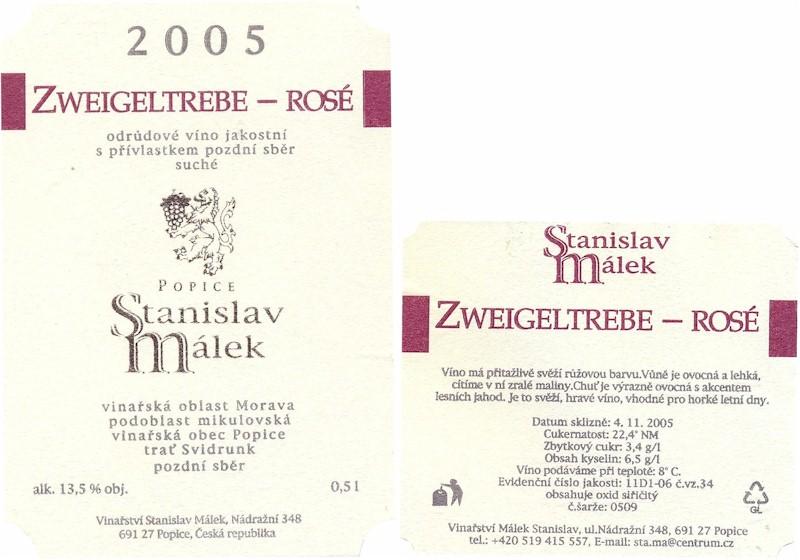 2005
ZWEIGELTREBE – ROSÉ
odrůdové víno jakostní
s přívlastkem pozdní sběr
suché
POPICE
Stanislav
Málek
vinařská oblast Morava
podoblast mikulovská
vinařská obec Popice
trať Svidrunk
pozdní sběr
alk. 13,5 % obj. 0,5 l
Vinařství Stanislav Málek, Nádražní 348
691 27 Popice, Česká republika
Stanislav
Málek
ZWEIGELTREBE – ROSÉ
Víno má přitažlivě svěží růžovou barvu.Vůně je ovocná a lehká,
cítíme v ní zralé maliny.Chuť je výrazně ovocná s akcentem
lesních jahod. Je to svěží, hravé víno, vhodné pro horké letní dny.
Datum sklizně: 4. 11. 2005
Cukernatost: 22,4° NM
Zbytkový cukr: 3,4 g/l
Obsah kyselin: 6,5 g/l
Víno podáváme při teplotě: 8° C.
Evidenční číslo jakosti: 11D1-06 č.vz.34
obsahuje oxid siřičitý
č.šarže: 0509
GL
Vinařství Málek Stanislav, ul.Nádražní 348, 691 27 Popice
tel.: +420 519 415 557, E-mail: sta.ma@centrum.cz